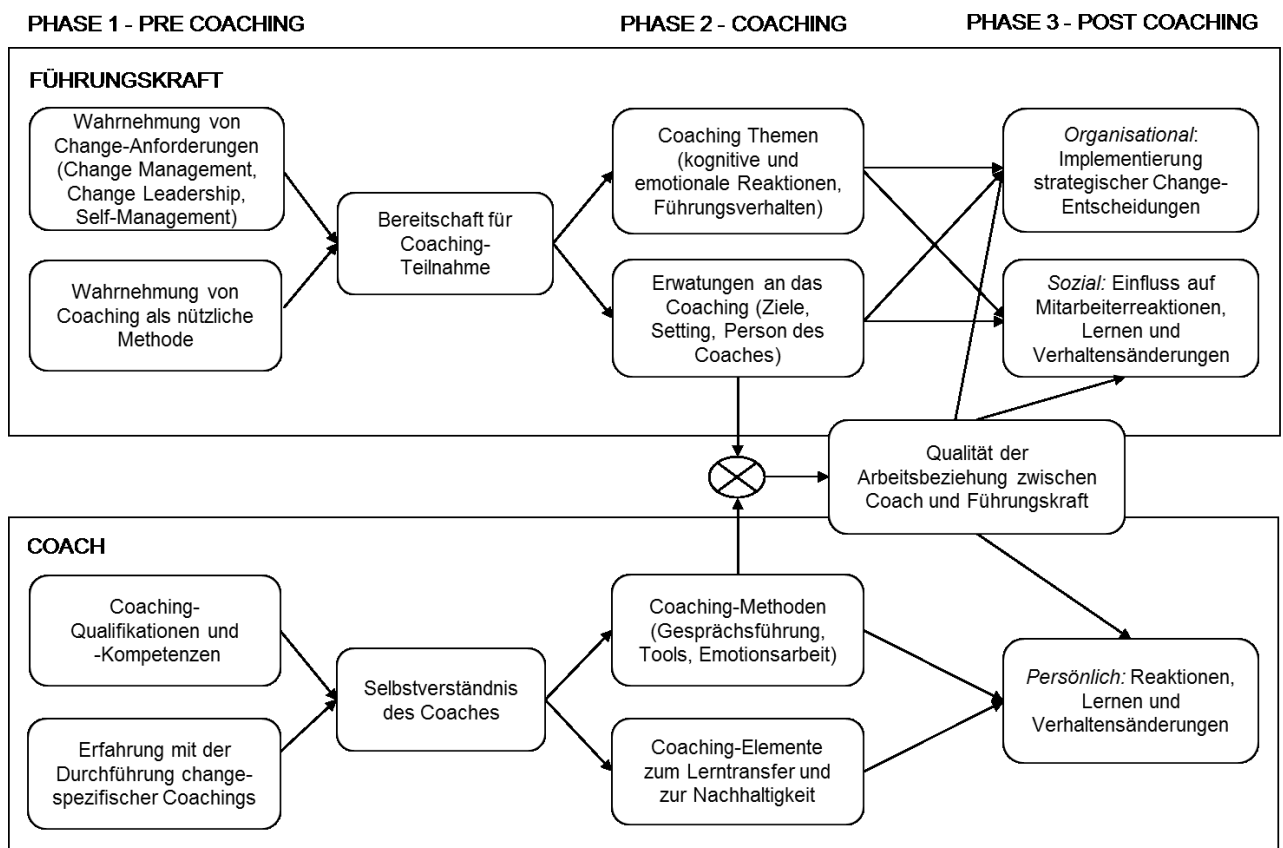 PHASE 1 - PRE COACHING
PHASE 2 - COACHING
PHASE 3 - POST COACHING
FÜHRUNGSKRAFT
Wahrnehmung von
Change-Anforderungen
(Change Management,
Change Leadership,
Self-Management)
Wahrnehmung von
Coaching als nützliche
Methode
Bereitschaft für
Coaching-
Teilnahme
Coaching Themen
(kognitive und
emotionale Reaktionen,
Führungsverhalten)
Erwatungen an das
Coaching (Ziele,
Setting, Person des
Coaches)
Organisational:
Implementierung
strategischer Change-
Entscheidungen
Sozial: Einfluss auf
Mitarbeiterreaktionen,
Lernen und
Verhaltensänderungen
Qualität der
Arbeitsbeziehung zwischen
Coach und Führungskraft
COACH
Coaching-
Qualifikationen und
-Kompetenzen
Erfahrung mit der
Durchführung change-
spezifischer Coachings
Selbstverständnis
des Coaches
Coaching-Methoden
(Gesprächsführung,
Tools, Emotionsarbeit)
Coaching-Elemente
zum Lerntransfer und
zur Nachhaltigkeit
Persönlich: Reaktionen,
Lernen und
Verhaltensänderungen